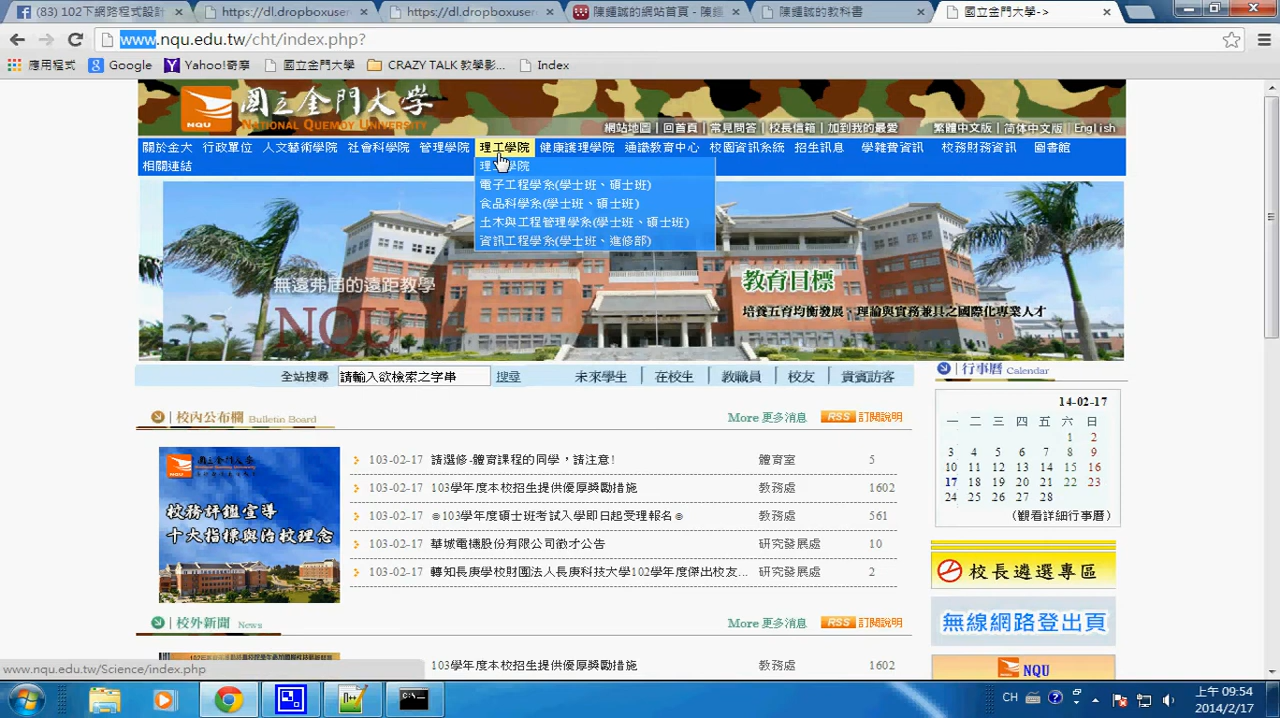 (83) 102下網路程式設計
https://dl.dropboxuser
https://dl.dropboxuser
陳鍾誠的網站首頁 - 陳鍾
陳鍾誠的教科書
國立金門大學->
www.nqu.edu.tw/cht/index.php?
應用程式
Google
Yahoo!奇摩
國立金門大學
CRAZY TALK 教學影...
Index
NQU
國立金門大學
NATIONAL QUEMOY UNIVERSITY
網站地圖 | 回首頁 | 常見問答 | 校長信箱 | 加到我的最愛
繁體中文版 | 简体中文版 | English
關於金大 行政單位 人文藝術學院 社會科學院 管理學院 理工學院 健康護理學院 通識教育中心 校園資訊系統 招生訊息 學雜費資訊 校務財務資訊 圖書館
相關連結
理工學院
電子工程學系(學士班、碩士班)
食品科學系(學士班、碩士班)
土木與工程管理學系(學士班、碩士班)
資訊工程學系(學士班、進修部)
無遠弗屆的遠距教學
NQU
教育目標
培養五育均衡發展、理論與實務兼具之國際化專業人才
全站搜尋 請輸入欲檢索之字串 搜尋 未來學生 | 在校生 | 教職員 | 校友 | 貴賓訪客
行事曆 Calendar
14-02-17
一 二 三 四 五 六 日
1 2
3 4 5 6 7 8 9
10 11 12 13 14 15 16
17 18 19 20 21 22 23
24 25 26 27 28
(觀看詳細行事曆)
校內公布欄 Bulletin Board
More 更多消息 RSS 訂閱說明
國立金門大學
校務評鑑宣導
十大指標與治校理念
103-02-17 請選修-體育課程的同學，請注意! 體育室 5
103-02-17 103學年度本校招生提供優厚獎勵措施 教務處 1602
103-02-17 ⊙103學年度碩士班考試入學即日起受理報名⊙ 教務處 561
103-02-17 華城電機股份有限公司徵才公告 研究發展處 10
103-02-17 轉知長庚學校財團法人長庚科技大學102學年度傑出校友... 研究發展處 2
校長遴選專區
無線網路登出頁
NQU
校外新聞 News
More 更多消息 RSS 訂閱說明
103學年度本校招生提供優厚獎勵措施 教務處 1602
www.nqu.edu.tw/Science/index.php
CH
上午 09:54
2014/2/17